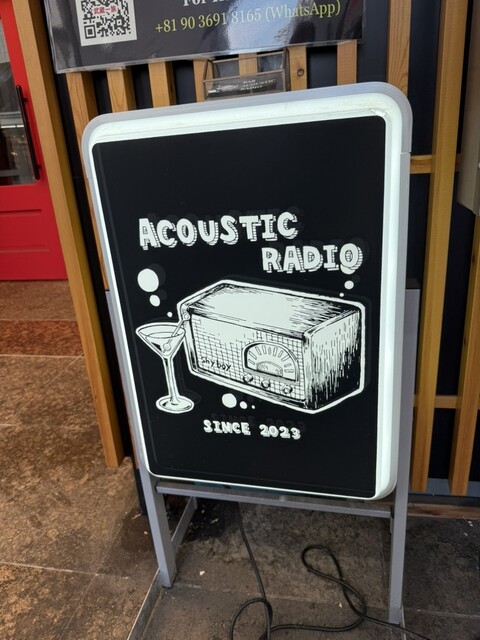 +81 90 3691 8165 (WhatsApp)
ACOUSTIC
RADIO
SINCE 2023